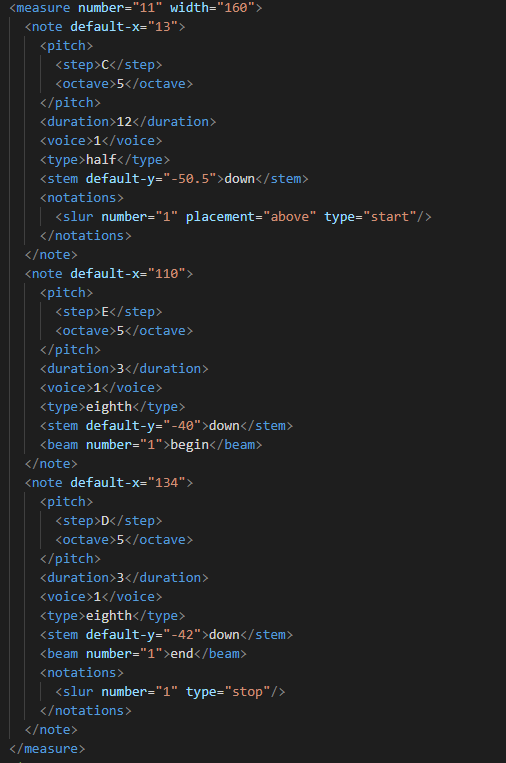 <measure number="11" width="160">
<note default-x="13">
<pitch>
<step>C</step>
<octave>5</octave>
</pitch>
<duration>12</duration>
<voice>1</voice>
<type>half</type>
<stem default-y="-50.5">down</stem>
<notations>
<slur number="1" placement="above" type="start"/>
</notations>
</note>
<note default-x="110">
<pitch>
<step>E</step>
<octave>5</octave>
</pitch>
<duration>3</duration>
<voice>1</voice>
<type>eighth</type>
<stem default-y="-40">down</stem>
<beam number="1">begin</beam>
</note>
<note default-x="134">
<pitch>
<step>D</step>
<octave>5</octave>
</pitch>
<duration>3</duration>
<voice>1</voice>
<type>eighth</type>
<stem default-y="-42">down</stem>
<beam number="1">end</beam>
<notations>
<slur number="1" type="stop"/>
</notations>
</note>
</measure>